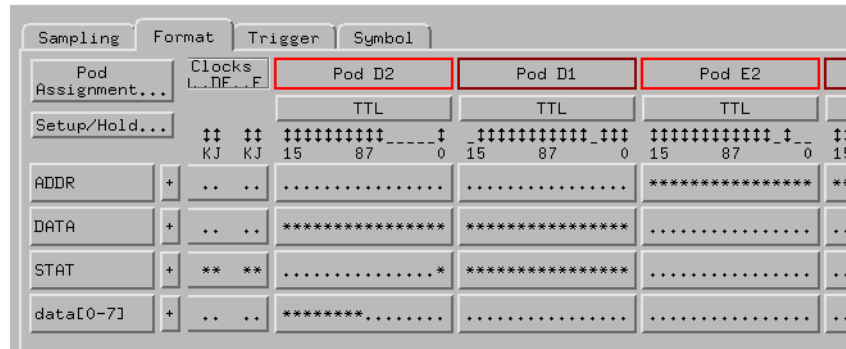 Sampling Format Trigger Symbol
Pod Assignment... Clocks Pod D2 Pod D1 Pod E2
TTL TTL TTL
Setup/Hold...
KJ KJ 15 87 0 15 87 0 15 87 0
ADDR + .. .. ................ ................ ****************
DATA + .. .. **************** **************** ................
STAT + ** ** ...............* **************** ................
data[0-7] + .. .. ********........ ................ ................